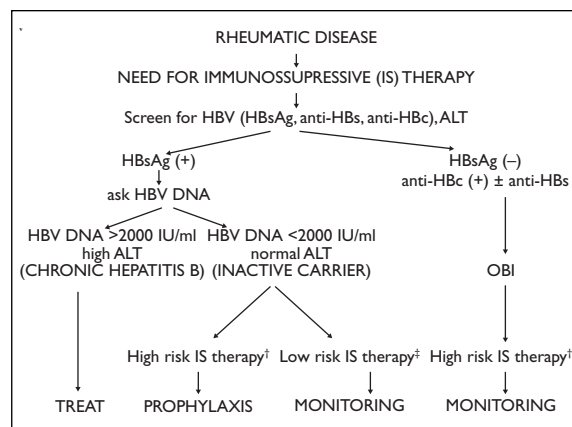 *
RHEUMATIC DISEASE
NEED FOR IMMUNOSSUPRESSIVE (IS) THERAPY
Screen for HBV (HBsAg, anti-HBs, anti-HBc), ALT
HBsAg (+)
ask HBV DNA
HBsAg (–)
anti-HBc (+) ± anti-HBs
HBV DNA >2000 IU/ml
high ALT
(CHRONIC HEPATITIS B)
HBV DNA <2000 IU/ml
normal ALT
(INACTIVE CARRIER)
OBI
High risk IS therapy†
Low risk IS therapy‡
High risk IS therapy†
TREAT
PROPHYLAXIS
MONITORING
MONITORING